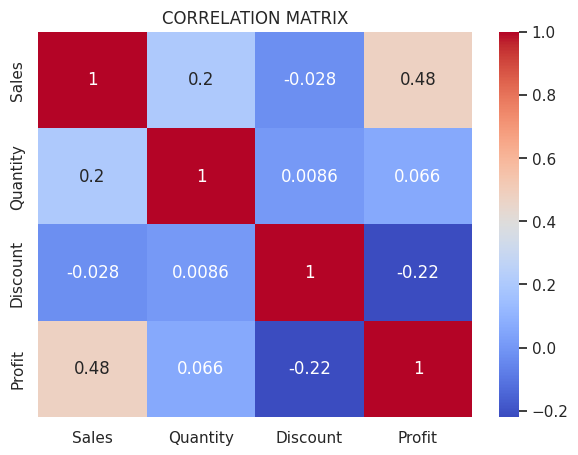 CORRELATION MATRIX
Sales 1 0.2 -0.028 0.48
Quantity 0.2 1 0.0086 0.066
Discount -0.028 0.0086 1 -0.22
Profit 0.48 0.066 -0.22 1
Sales Quantity Discount Profit
1.0
0.8
0.6
0.4
0.2
0.0
−0.2